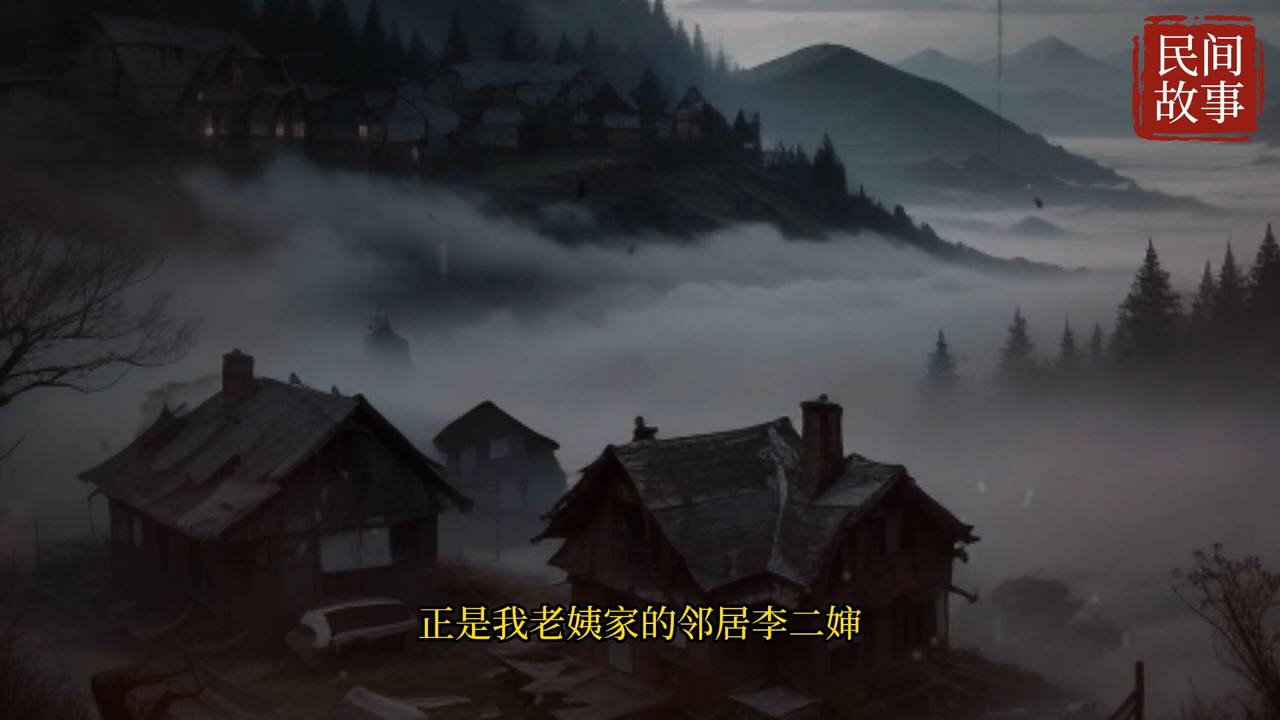 民间
故事
正是我老姨家的邻居李二婶